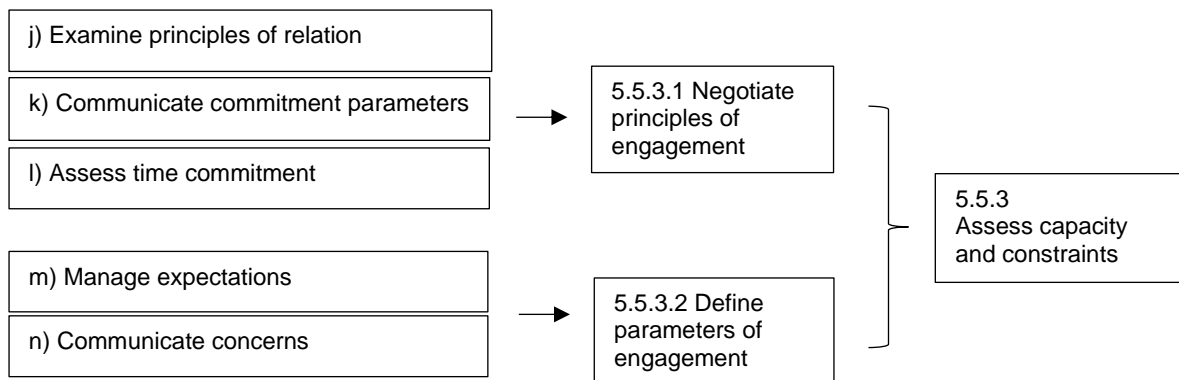 j) Examine principles of relation
k) Communicate commitment parameters
l) Assess time commitment
5.5.3.1 Negotiate
principles of
engagement
m) Manage expectations
n) Communicate concerns
5.5.3.2 Define
parameters of
engagement
5.5.3
Assess capacity
and constraints